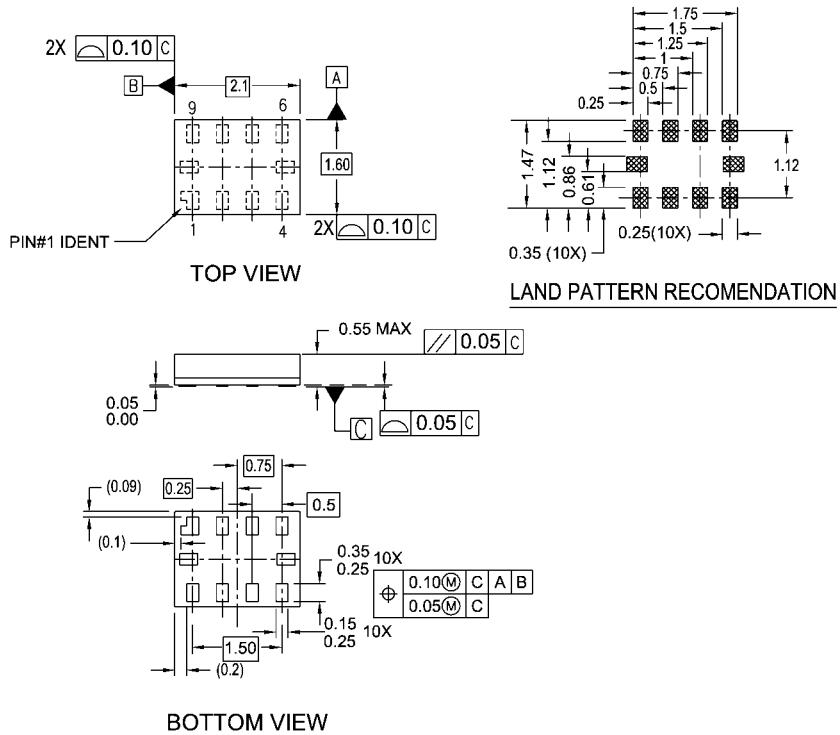 2X ⌓ 0.10 C
B
2.1
A
9 6
1.60
PIN#1 IDENT
1 4
2X ⌓ 0.10 C
TOP VIEW
1.75
1.5
1.25
1
0.75
0.5
0.25
1.47
1.12
0.86
0.61
1.12
0.25(10X)
0.35 (10X)
LAND PATTERN RECOMENDATION
0.55 MAX
// 0.05 C
0.05
0.00
C
⌓ 0.05 C
(0.09)
0.25
0.75
0.5
(0.1)
0.35
0.25 10X
⌖ 0.10Ⓜ C A B
0.05Ⓜ C
0.15
0.25 10X
1.50
(0.2)
BOTTOM VIEW